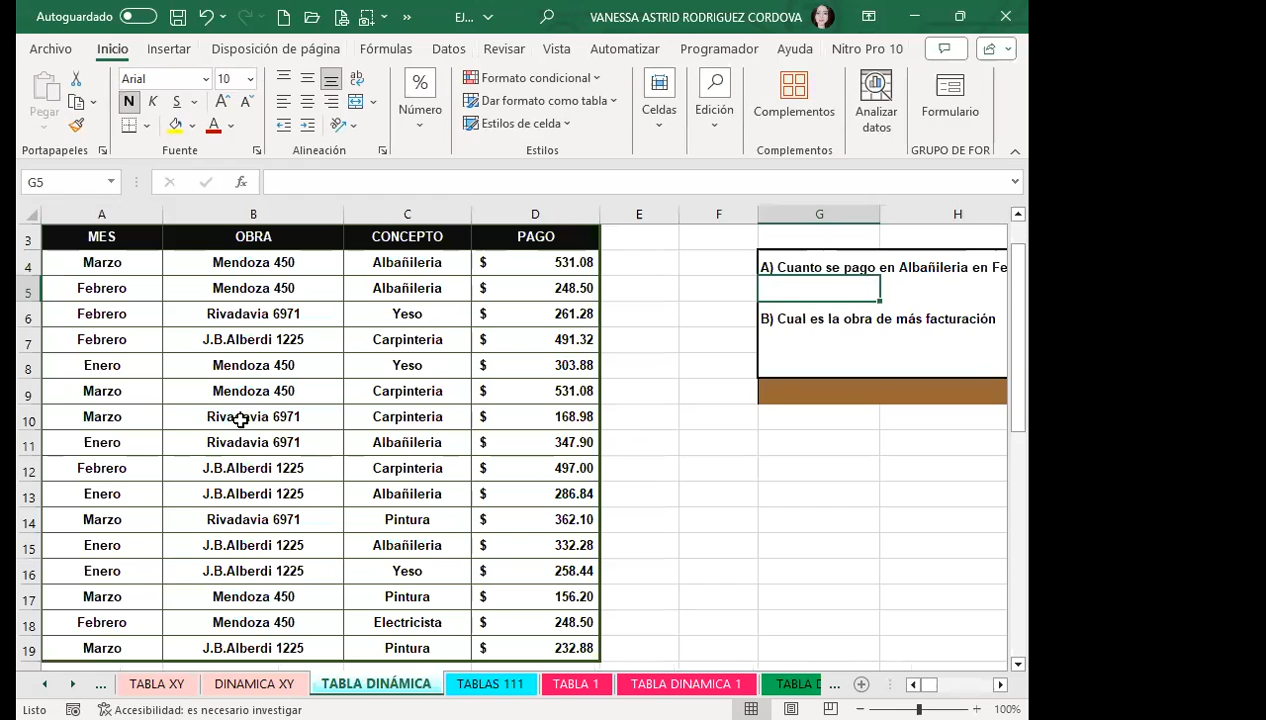 Autoguardado
EJ...
VANESSA ASTRID RODRIGUEZ CORDOVA
Archivo Inicio Insertar Disposición de página Fórmulas Datos Revisar Vista Automatizar Programador Ayuda Nitro Pro 10
Pegar
Portapapeles
Arial 10
N K S
Fuente
Alineación
%
Número
Formato condicional
Dar formato como tabla
Estilos de celda
Estilos
Celdas
Edición
Complementos
Complementos
Analizar
datos
Formulario
GRUPO DE FOR
G5
fx
A B C D E F G H
3 MES OBRA CONCEPTO PAGO
4 Marzo Mendoza 450 Albañileria $ 531.08 A) Cuanto se pago en Albañileria en Fe
5 Febrero Mendoza 450 Albañileria $ 248.50
6 Febrero Rivadavia 6971 Yeso $ 261.28 B) Cual es la obra de más facturación
7 Febrero J.B.Alberdi 1225 Carpinteria $ 491.32
8 Enero Mendoza 450 Yeso $ 303.88
9 Marzo Mendoza 450 Carpinteria $ 531.08
10 Marzo Rivadavia 6971 Carpinteria $ 168.98
11 Enero Rivadavia 6971 Albañileria $ 347.90
12 Febrero J.B.Alberdi 1225 Carpinteria $ 497.00
13 Enero J.B.Alberdi 1225 Albañileria $ 286.84
14 Marzo Rivadavia 6971 Pintura $ 362.10
15 Enero J.B.Alberdi 1225 Albañileria $ 332.28
16 Enero J.B.Alberdi 1225 Yeso $ 258.44
17 Marzo Mendoza 450 Pintura $ 156.20
18 Febrero Mendoza 450 Electricista $ 248.50
19 Marzo J.B.Alberdi 1225 Pintura $ 232.88
... TABLA XY DINAMICA XY TABLA DINÁMICA TABLAS 111 TABLA 1 TABLA DINAMICA 1 TABLA D ...
Listo Accesibilidad: es necesario investigar 100%